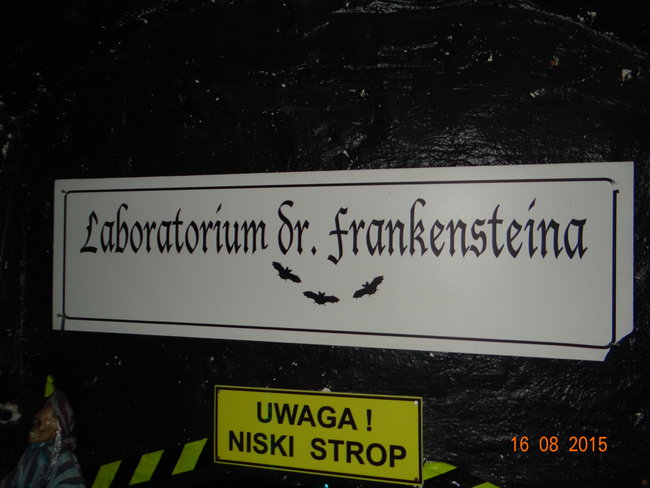 Laboratorium dr. Frankensteina
UWAGA !
NISKI STROP
16 08 2015